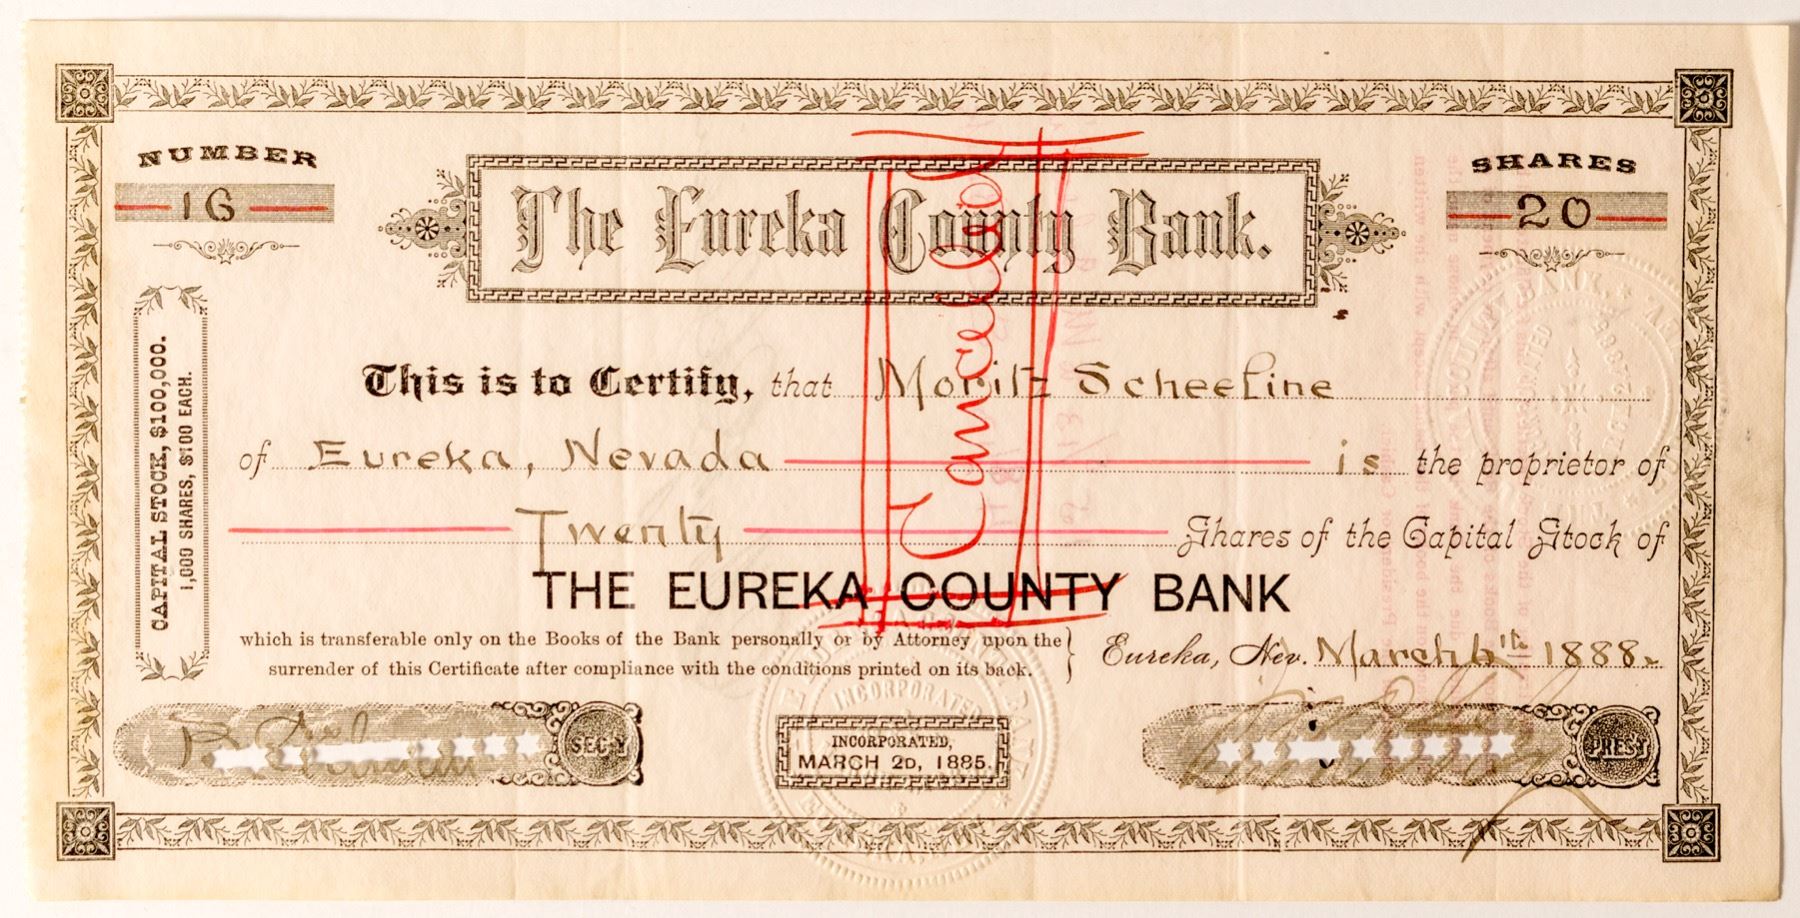 NUMBER
16
SHARES
20
The Eureka County Bank.
Cancelled
CAPITAL STOCK, $100,000.
1,000 SHARES, $100 EACH.
This is to Certify, that Moritz Scheeline
of Eureka, Nevada is the proprietor of
Twenty Shares of the Capital Stock of
THE EUREKA COUNTY BANK
which is transferable only on the Books of the Bank personally or by Attorney upon the
surrender of this Certificate after compliance with the conditions printed on its back.
Eureka, Nev. March 6th 1888.
SEC'Y
INCORPORATED,
MARCH 2D, 1885.
PRES'T
INCORPORATED
COUNTY BANK
INCORPORATED